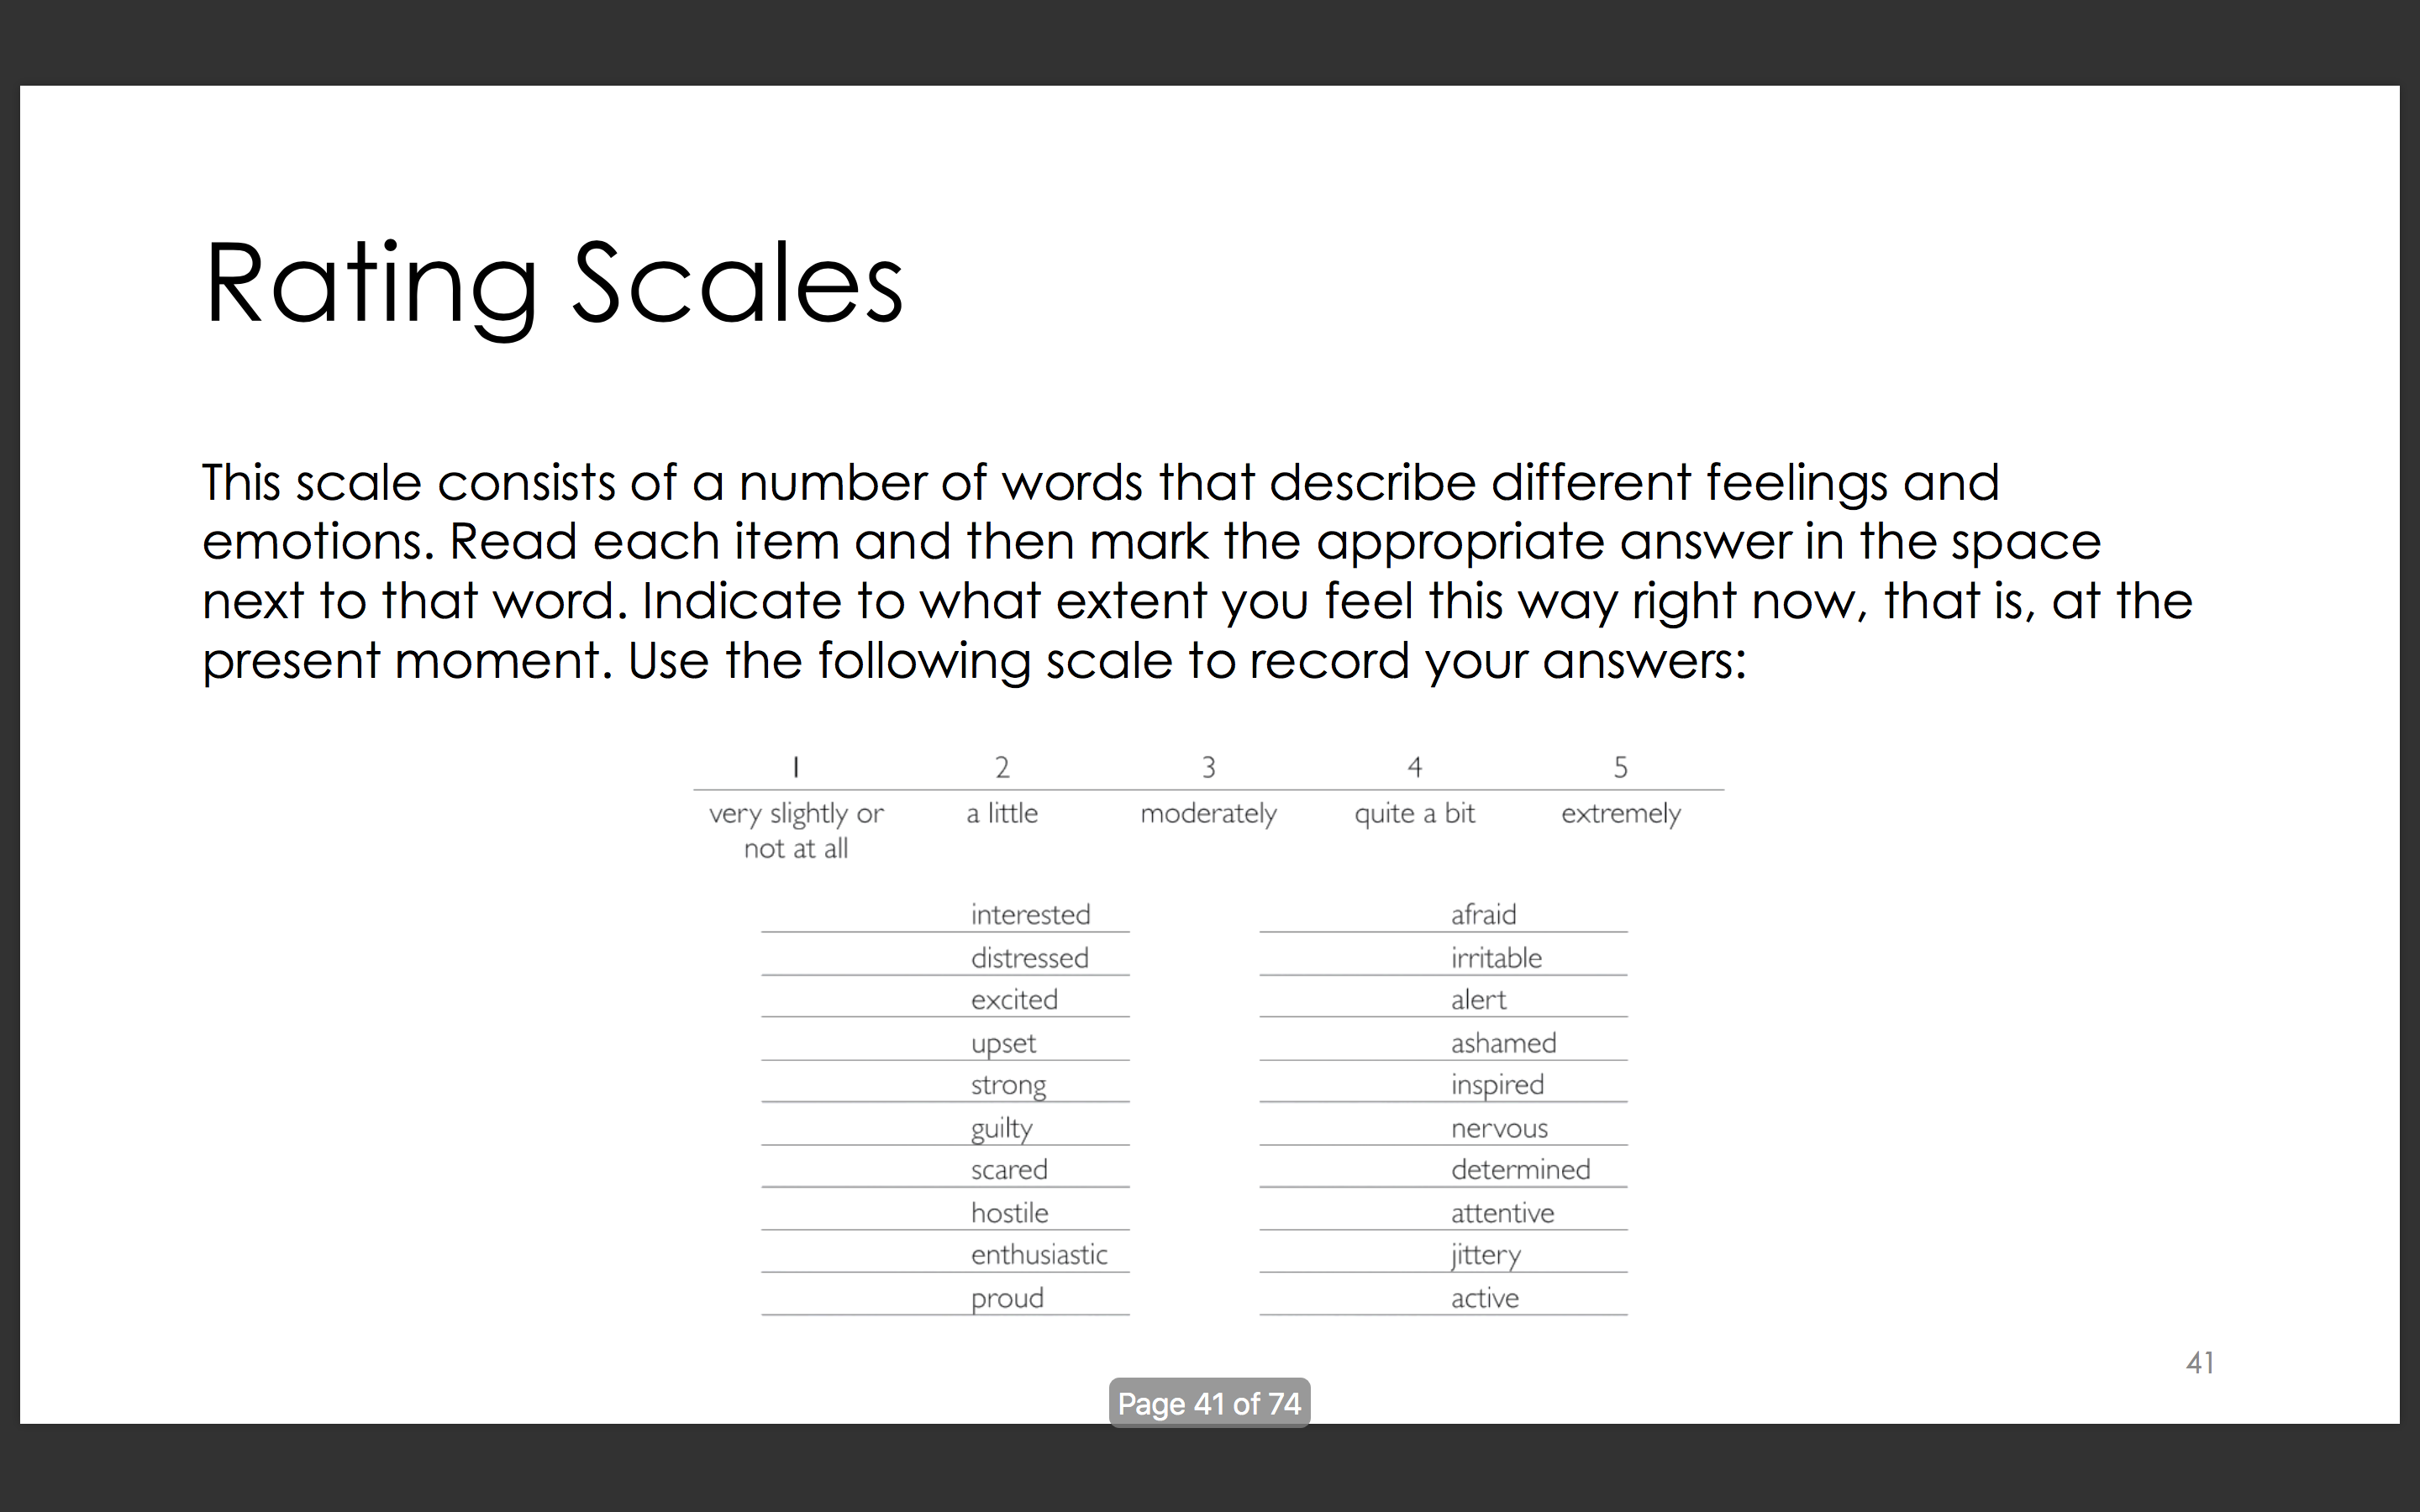 Rating Scales
This scale consists of a number of words that describe different feelings and
emotions. Read each item and then mark the appropriate answer in the space
next to that word. Indicate to what extent you feel this way right now, that is, at the
present moment. Use the following scale to record your answers:
1 2 3 4 5
very slightly or a little moderately quite a bit extremely
not at all
interested afraid
distressed irritable
excited alert
upset ashamed
strong inspired
guilty nervous
scared determined
hostile attentive
enthusiastic jittery
proud active
41
Page 41 of 74